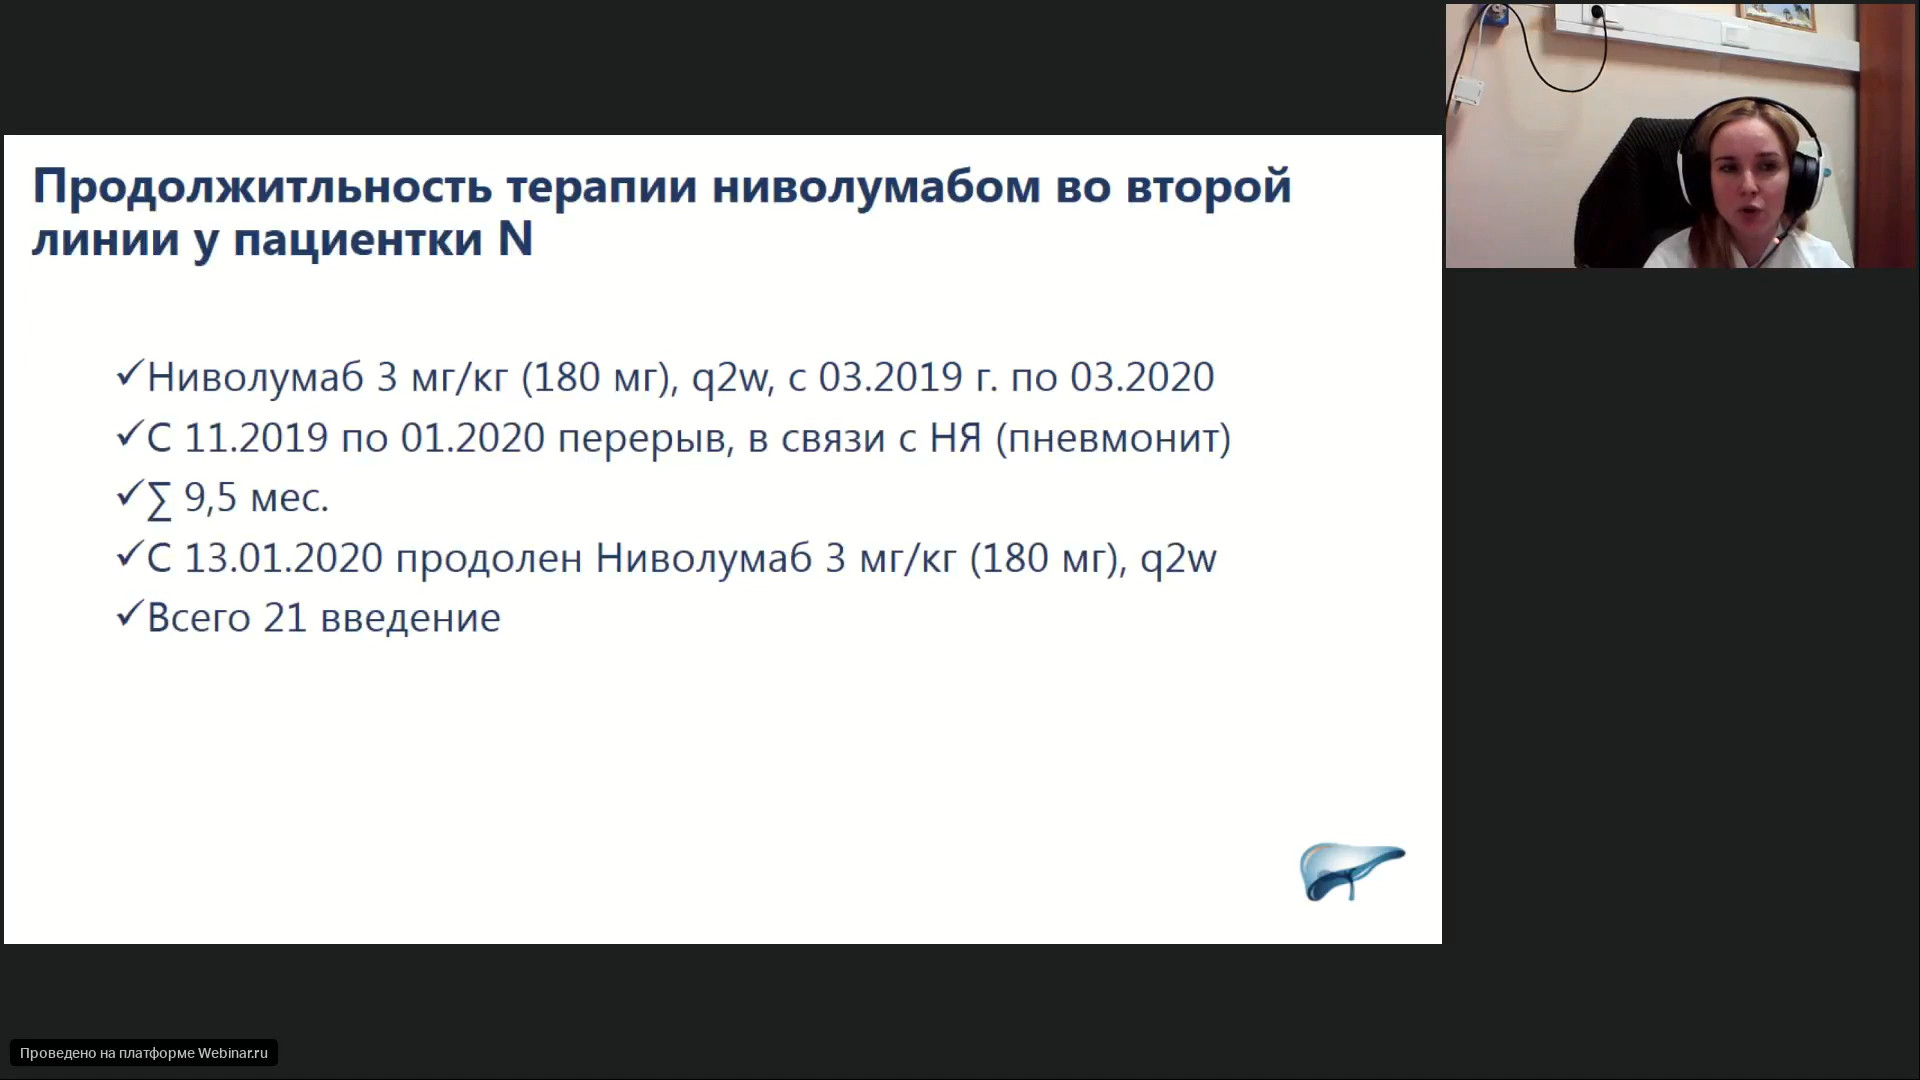 Продолжитльность терапии ниволумабом во второй
линии у пациентки N
✓Ниволумаб 3 мг/кг (180 мг), q2w, с 03.2019 г. по 03.2020
✓С 11.2019 по 01.2020 перерыв, в связи с НЯ (пневмонит)
✓∑ 9,5 мес.
✓С 13.01.2020 продолен Ниволумаб 3 мг/кг (180 мг), q2w
✓Всего 21 введение
Проведено на платформе Webinar.ru